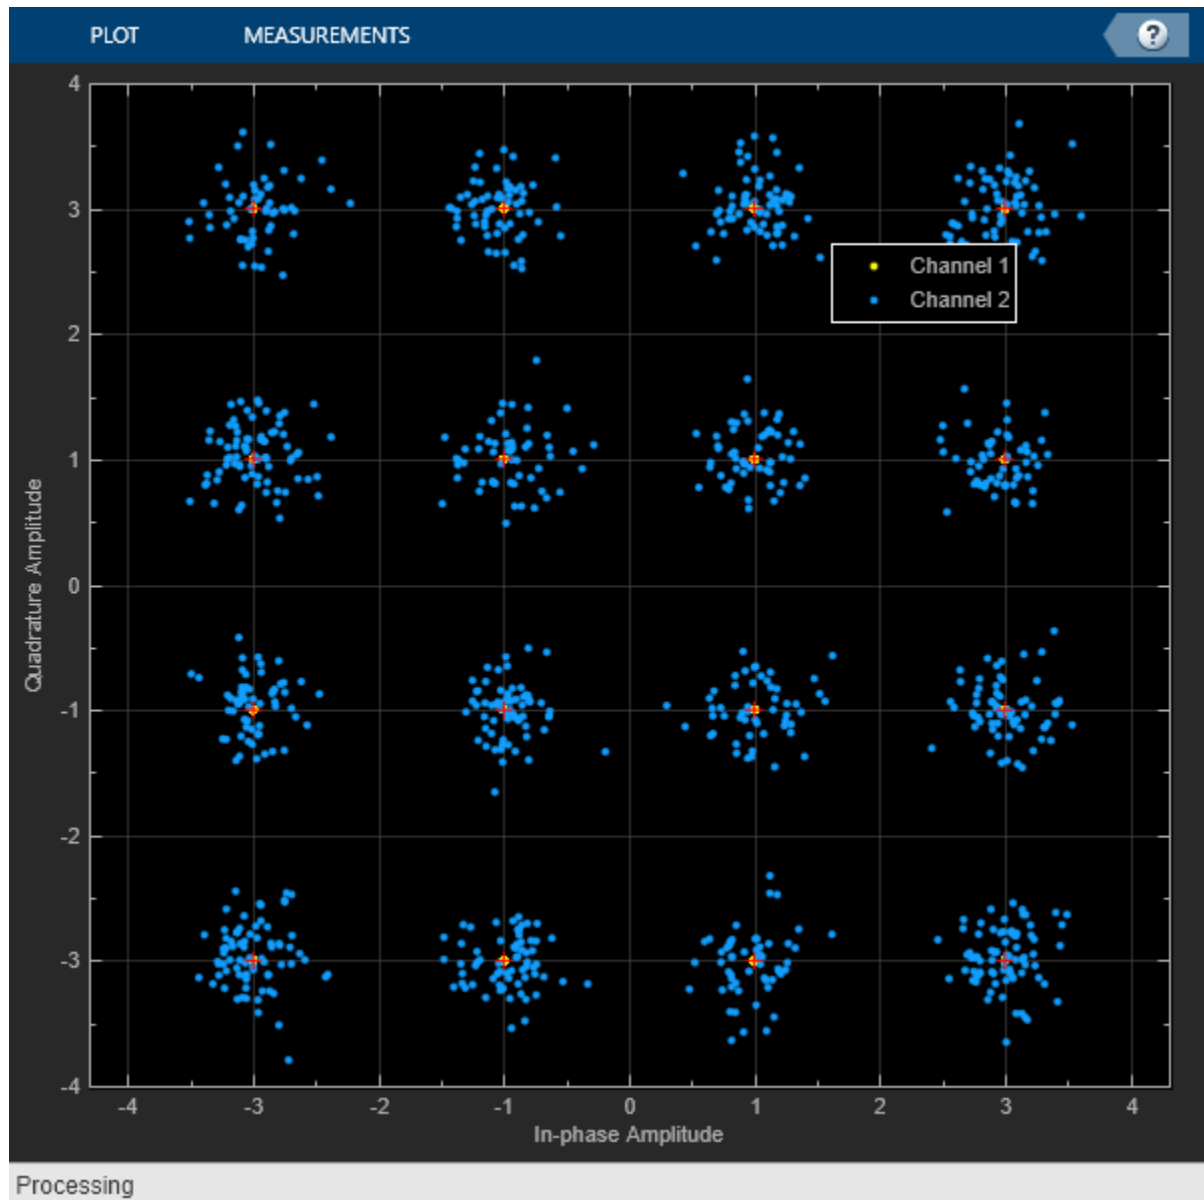 PLOT MEASUREMENTS ?
4
3
Channel 1
Channel 2
2
1
0
-1
-2
-3
-4
Quadrature Amplitude
-4 -3 -2 -1 0 1 2 3 4
In-phase Amplitude
Processing